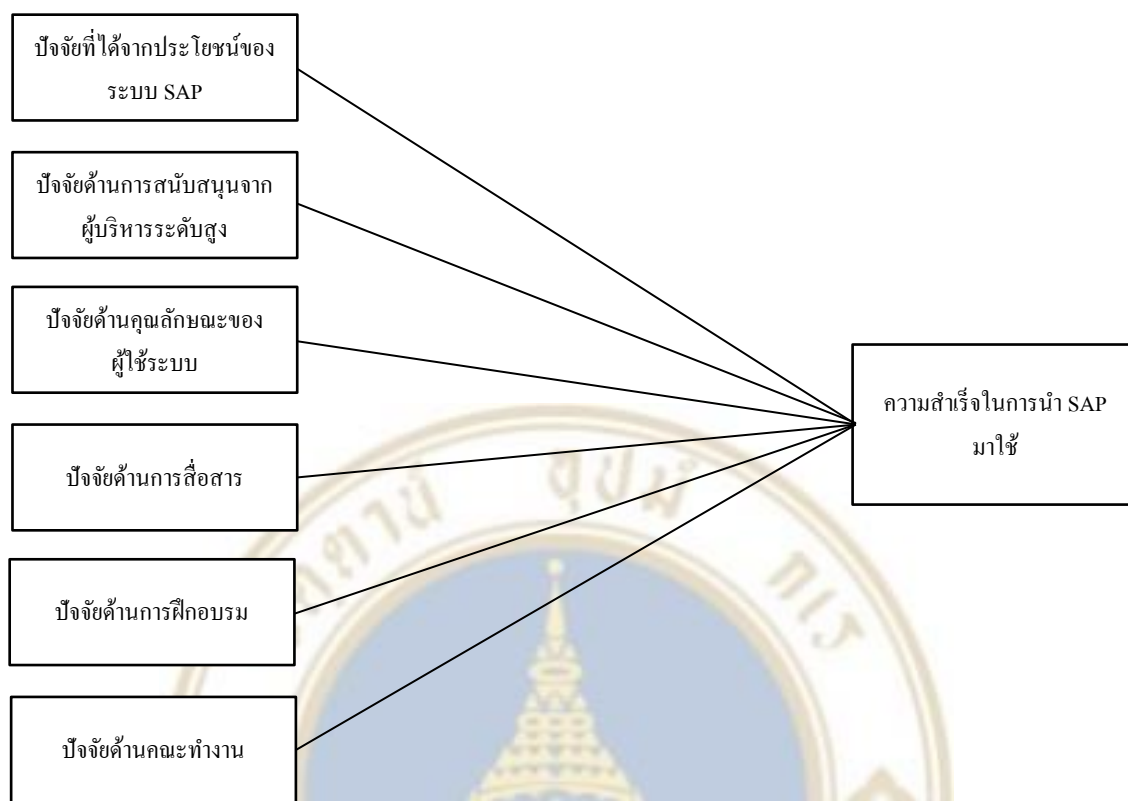 ปัจจัยที่ได้จากประโยชน์ของ
ระบบ SAP
ปัจจัยด้านการสนับสนุนจาก
ผู้บริหารระดับสูง
ปัจจัยด้านคุณลักษณะของ
ผู้ใช้ระบบ
ปัจจัยด้านการสื่อสาร
ปัจจัยด้านการฝึกอบรม
ปัจจัยด้านคณะทำงาน
ความสำเร็จในการนำ SAP
มาใช้
อุปมํ
กเร